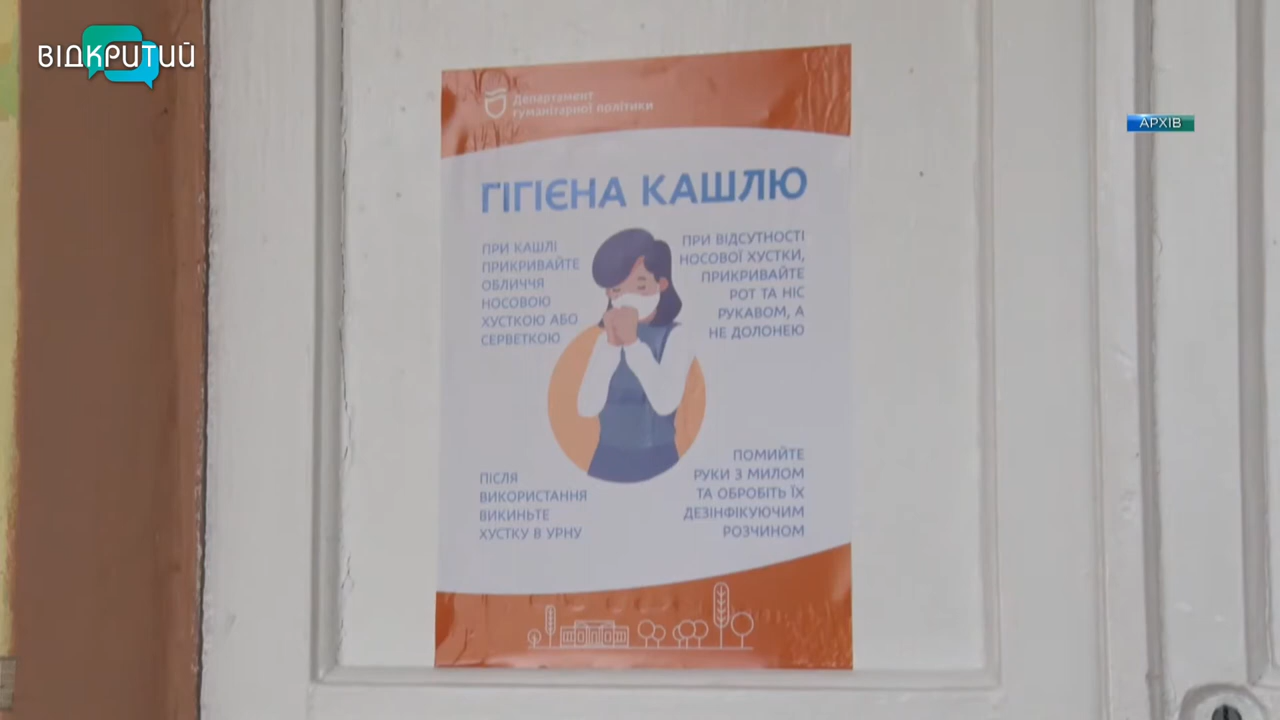 ВІДКРИТИЙ
АРХІВ
Департамент
гуманітарної політики
ГІГІЄНА КАШЛЮ
ПРИ КАШЛІ
ПРИКРИВАЙТЕ
ОБЛИЧЧЯ
НОСОВОЮ
ХУСТКОЮ АБО
СЕРВЕТКОЮ
ПРИ ВІДСУТНОСТІ
НОСОВОЇ ХУСТКИ,
ПРИКРИВАЙТЕ
РОТ ТА НІС
РУКАВОМ, А
НЕ ДОЛОНЕЮ
ПІСЛЯ
ВИКОРИСТАННЯ
ВИКИНЬТЕ
ХУСТКУ В УРНУ
ПОМИЙТЕ
РУКИ З МИЛОМ
ТА ОБРОБІТЬ ЇХ
ДЕЗІНФІКУЮЧИМ
РОЗЧИНОМ